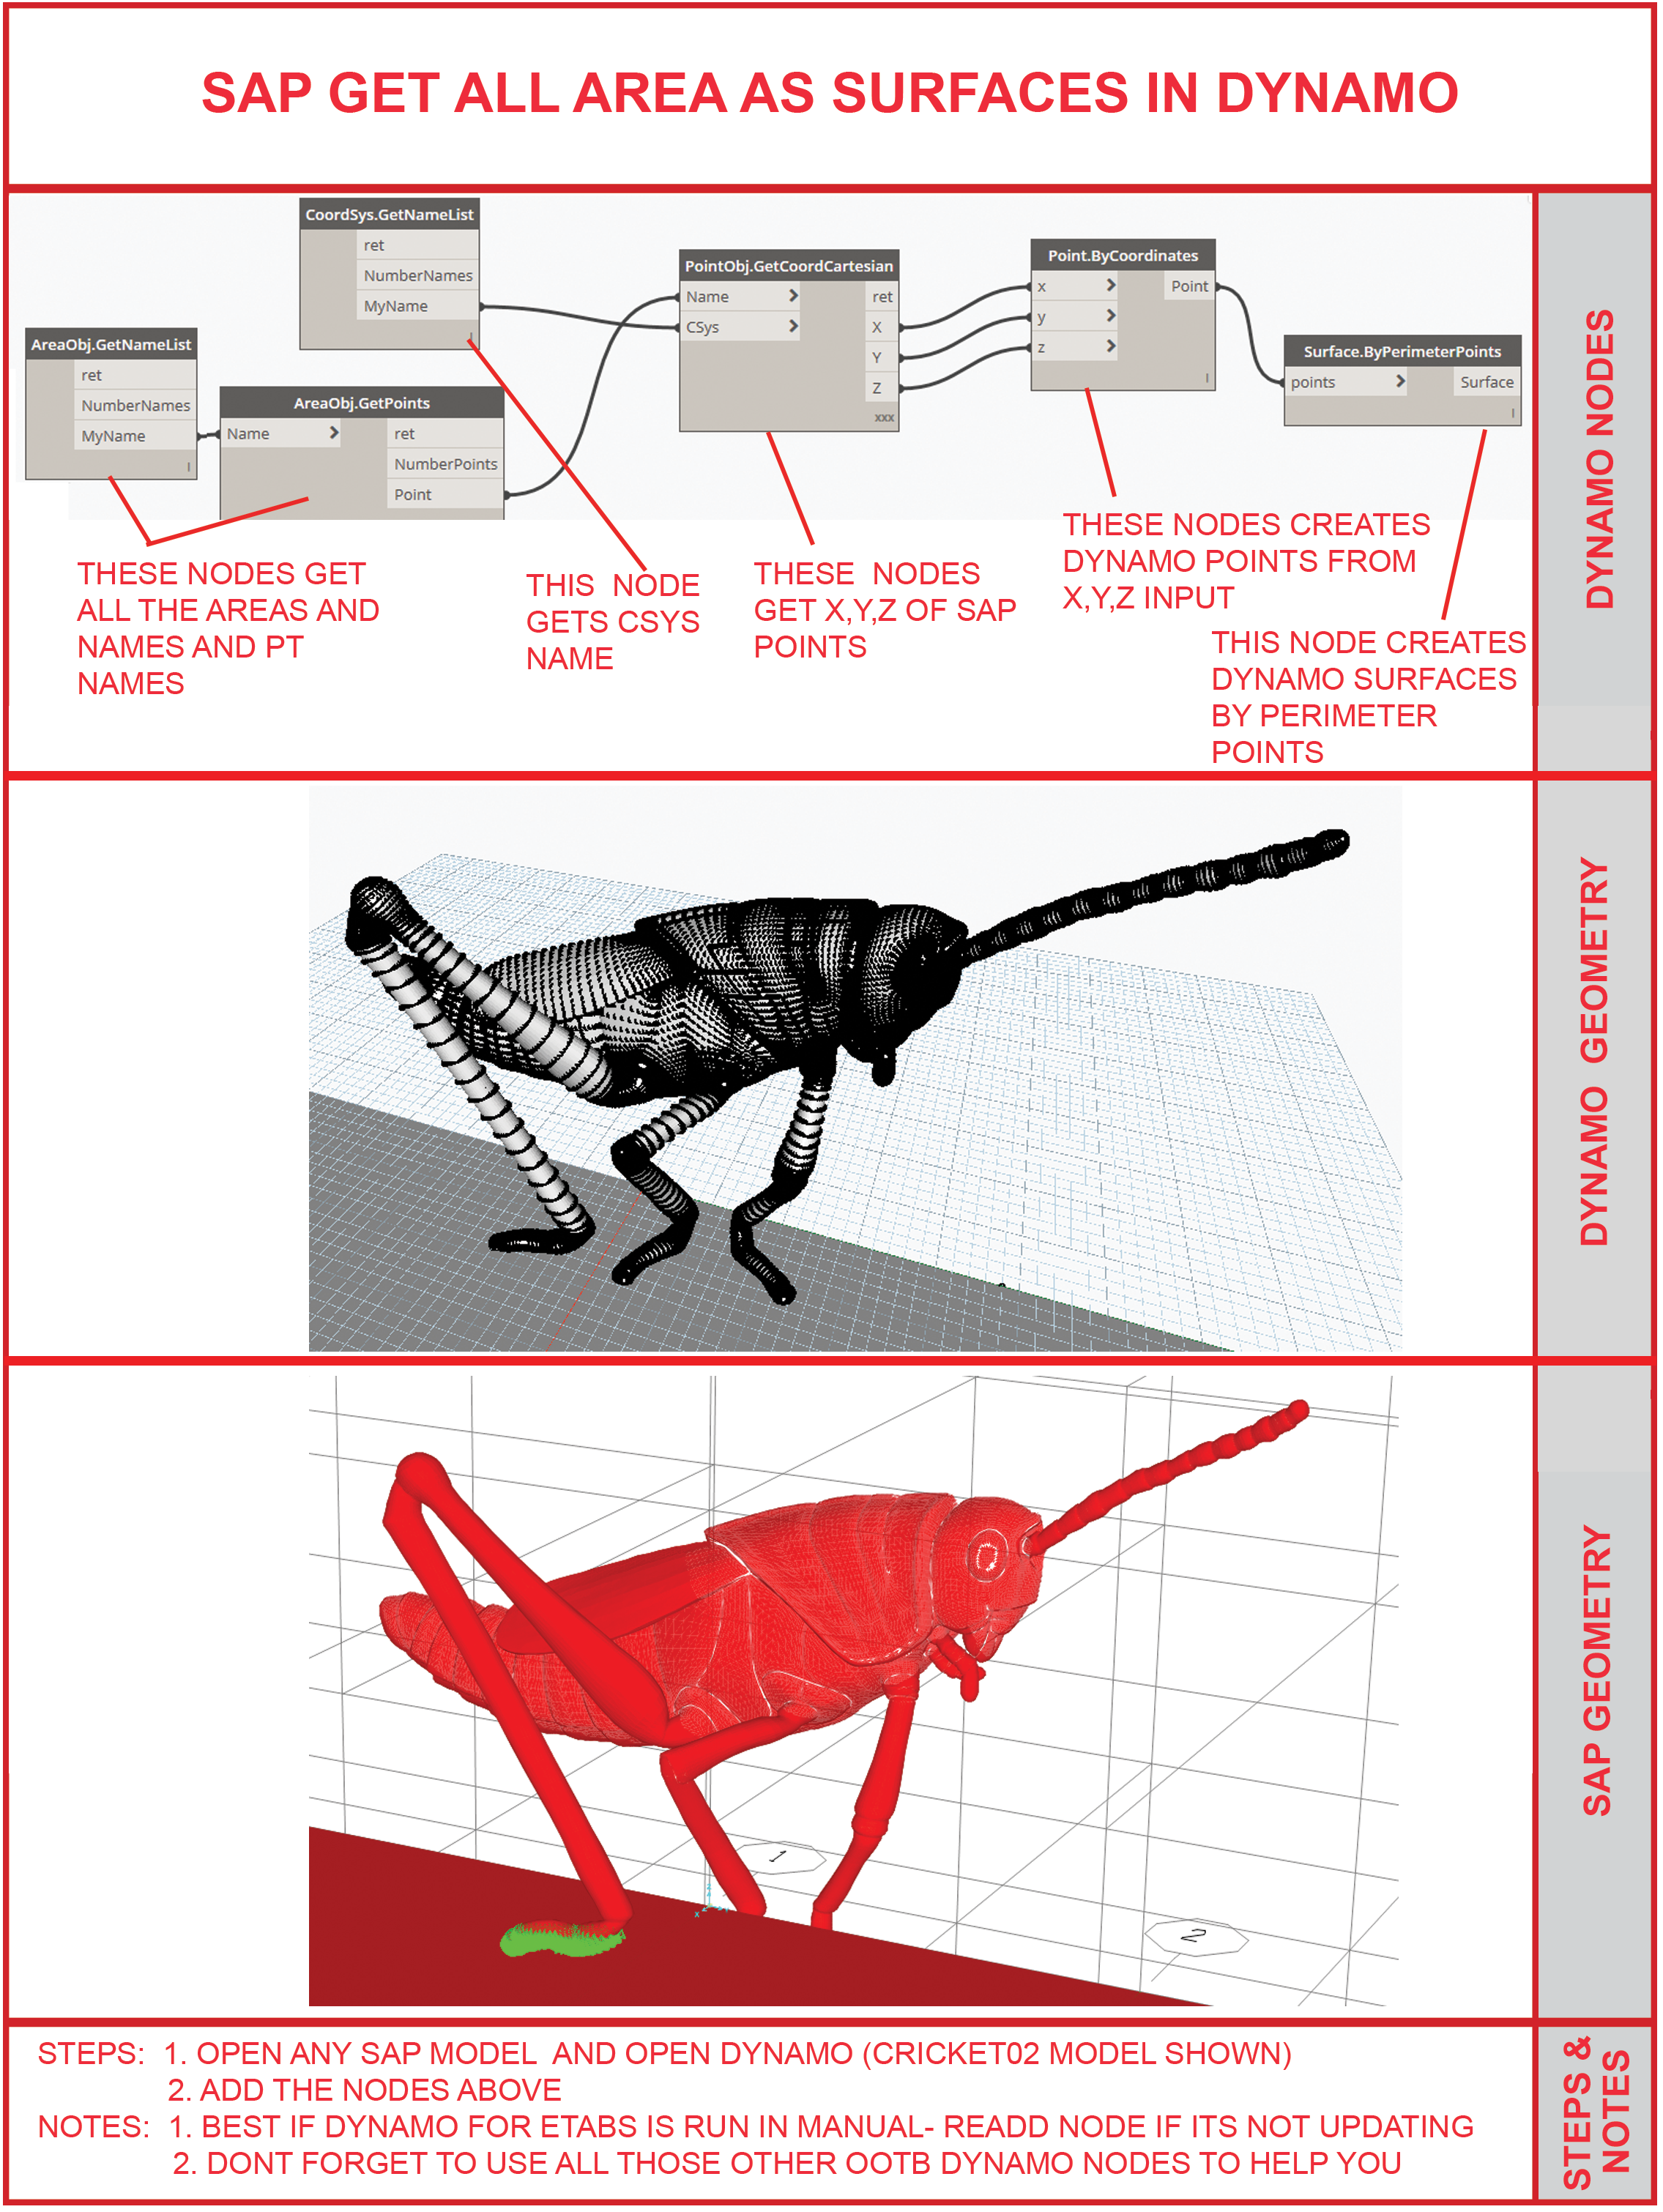 SAP GET ALL AREA AS SURFACES IN DYNAMO
CoordSys.GetNameList
ret
NumberNames
MyName
AreaObj.GetNameList
ret
NumberNames
MyName
AreaObj.GetPoints
Name
ret
NumberPoints
Point
PointObj.GetCoordCartesian
Name
ret
CSys
X
Y
Z
xxx
Point.ByCoordinates
x
Point
y
z
Surface.ByPerimeterPoints
points
Surface
THESE NODES GET
ALL THE AREAS AND
NAMES AND PT
NAMES
THIS NODE
GETS CSYS
NAME
THESE NODES
GET X,Y,Z OF SAP
POINTS
THESE NODES CREATES
DYNAMO POINTS FROM
X,Y,Z INPUT
THIS NODE CREATES
DYNAMO SURFACES
BY PERIMETER
POINTS
DYNAMO NODES
DYNAMO GEOMETRY
1
2
SAP GEOMETRY
STEPS: 1. OPEN ANY SAP MODEL AND OPEN DYNAMO (CRICKET02 MODEL SHOWN)
2. ADD THE NODES ABOVE
NOTES: 1. BEST IF DYNAMO FOR ETABS IS RUN IN MANUAL- READD NODE IF ITS NOT UPDATING
2. DONT FORGET TO USE ALL THOSE OTHER OOTB DYNAMO NODES TO HELP YOU
STEPS &
NOTES